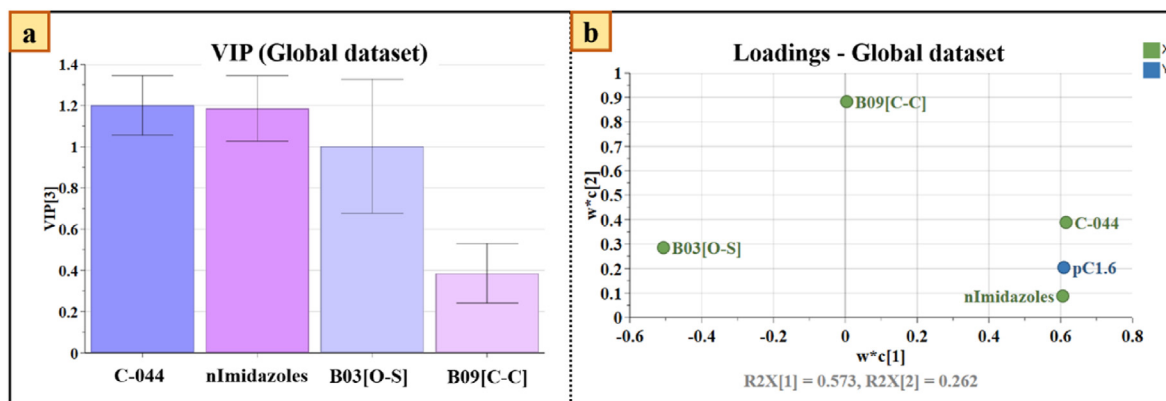 a
VIP (Global dataset)
VIP[3]
1.4
1.2
1
0.8
0.6
0.4
0.2
0
C-044
nImidazoles
B03[O-S]
B09[C-C]
b
Loadings - Global dataset
X
Y
w*c[2]
1
0.9
0.8
0.7
0.6
0.5
0.4
0.3
0.2
0.1
0
B09[C-C]
C-044
B03[O-S]
pC1.6
nImidazoles
-0.6
-0.4
-0.2
0
0.2
0.4
0.6
0.8
w*c[1]
R2X[1] = 0.573, R2X[2] = 0.262